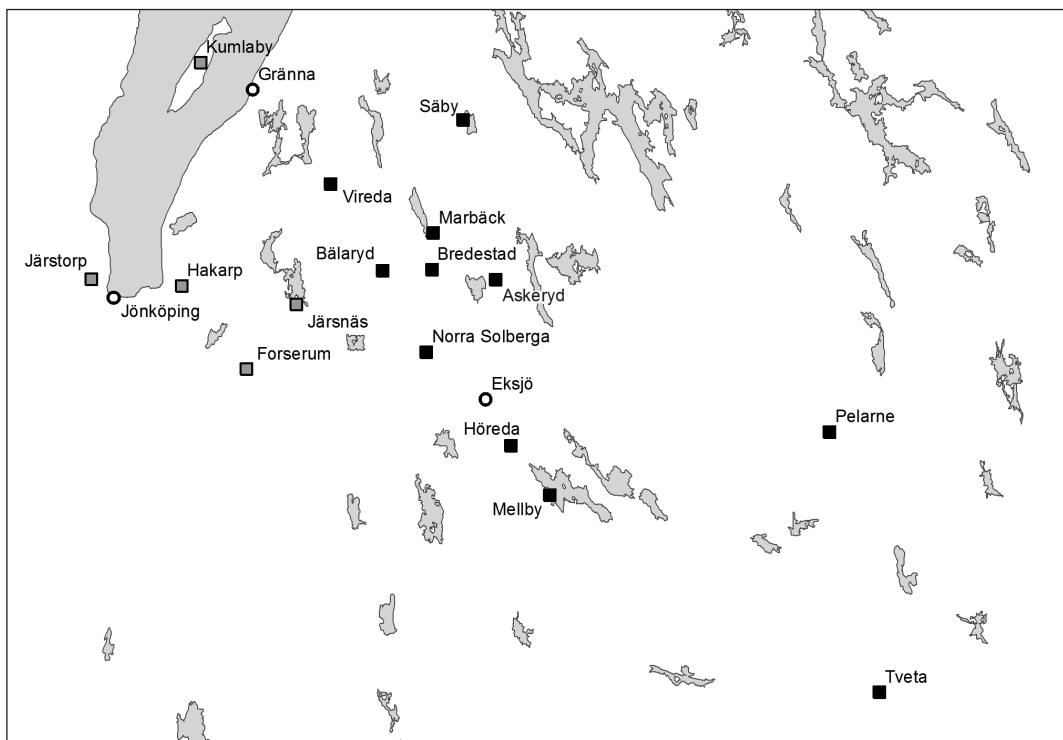 Kumlaby
Gränna
Säby
Vireda
Marbäck
Bälaryd
Bredestad
Järstorp
Hakarp
Askeryd
Jönköping
Järsnäs
Norra Solberga
Forserum
Eksjö
Pelarne
Höreda
Mellby
Tveta